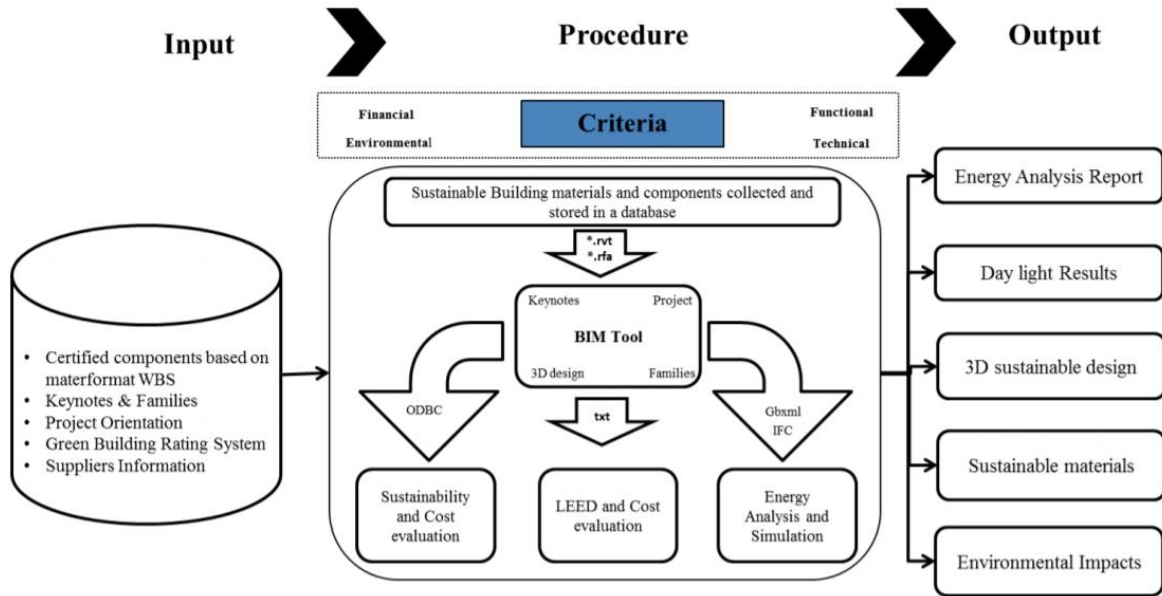 Input
Procedure
Output
Financial
Environmental
Criteria
Functional
Technical
Sustainable Building materials and components collected and
stored in a database
*.rvt
*.rfa
Keynotes
Project
BIM Tool
3D design
Families
ODBC
txt
Gbxml
IFC
Sustainability
and Cost
evaluation
LEED and Cost
evaluation
Energy
Analysis and
Simulation
• Certified components based on
materformat WBS
• Keynotes & Families
• Project Orientation
• Green Building Rating System
• Suppliers Information
Energy Analysis Report
Day light Results
3D sustainable design
Sustainable materials
Environmental Impacts